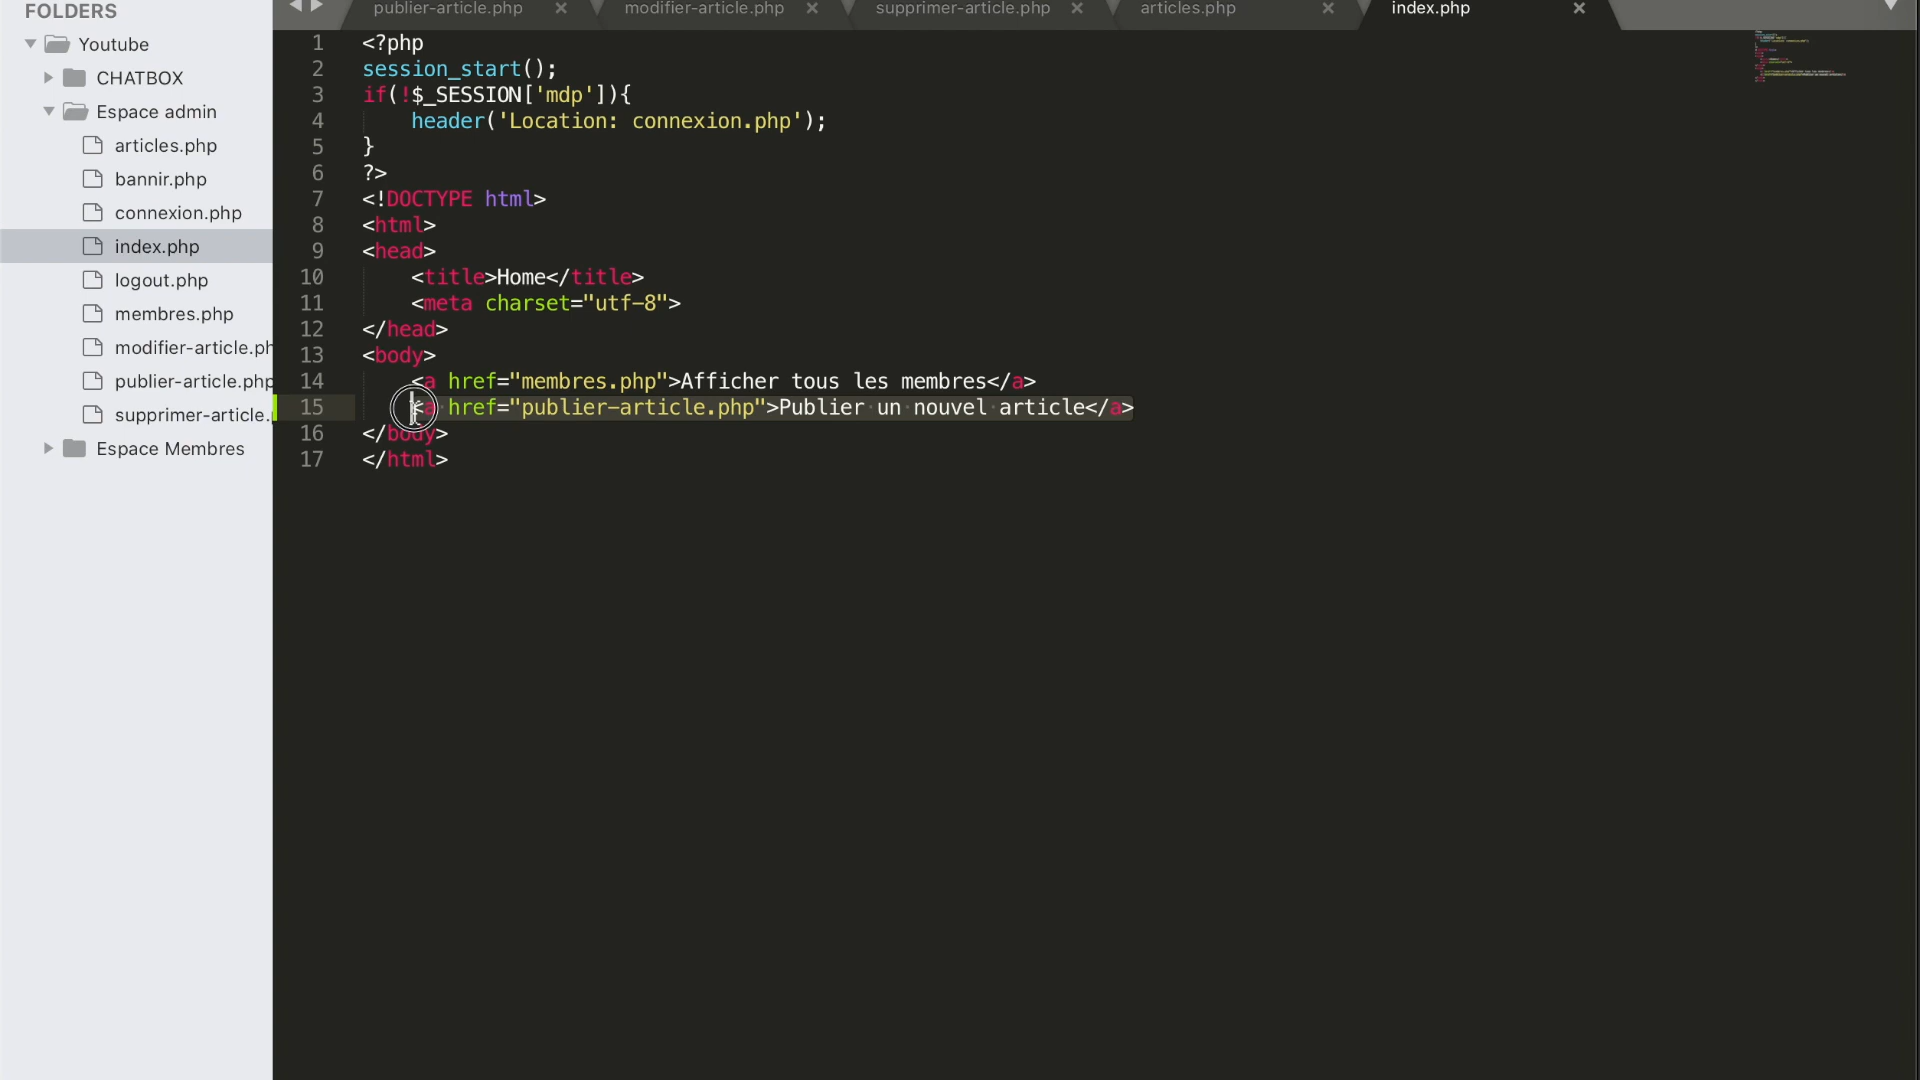 FOLDERS
Youtube
CHATBOX
Espace admin
articles.php
bannir.php
connexion.php
index.php
logout.php
membres.php
modifier-article.ph
publier-article.php
supprimer-article.
Espace Membres
publier-article.php
modifier-article.php
supprimer-article.php
articles.php
index.php
1 <?php
2 session_start();
3 if(!$_SESSION['mdp']){
4 header('Location: connexion.php');
5 }
6 ?>
7 <!DOCTYPE html>
8 <html>
9 <head>
10 <title>Home</title>
11 <meta charset="utf-8">
12 </head>
13 <body>
14 <a href="membres.php">Afficher tous les membres</a>
15 <a href="publier-article.php">Publier un nouvel article</a>
16 </body>
17 </html>